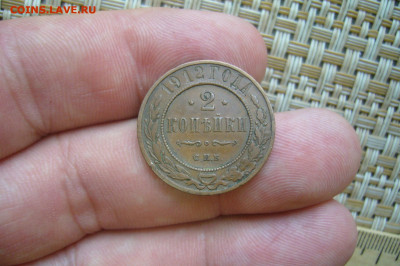 COINS.LAVE.RU
1912 ГОДА.
· 2 ·
КОПѢЙКИ
С.П.Б.